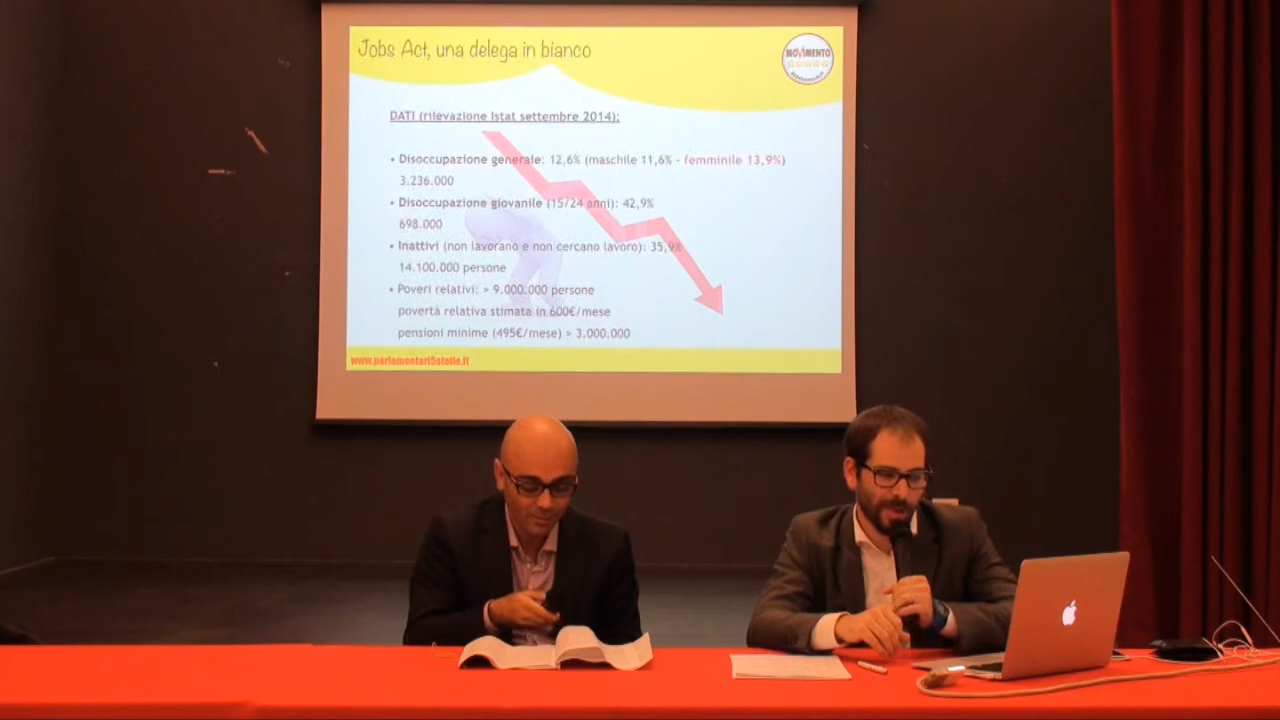 Jobs Act, una delega in bianco
MOVIMENTO
DATI (rilevazione Istat settembre 2014):
• Disoccupazione generale: 12,6% (maschile 11,6% - femminile 13,9%)
3.236.000
• Disoccupazione giovanile (15/24 anni): 42,9%
698.000
• Inattivi (non lavorano e non cercano lavoro): 35,9%
14.100.000 persone
• Poveri relativi: > 9.000.000 persone
povertà relativa stimata in 600€/mese
pensioni minime (495€/mese) > 3.000.000
www.parlamentari5stelle.it